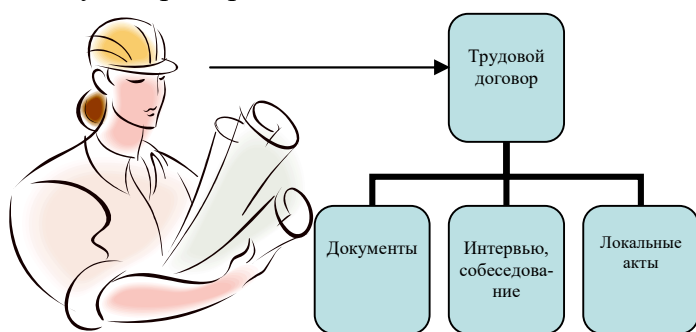 Трудовой
договор
Документы
Интервью,
собеседова-
ние
Локальные
акты